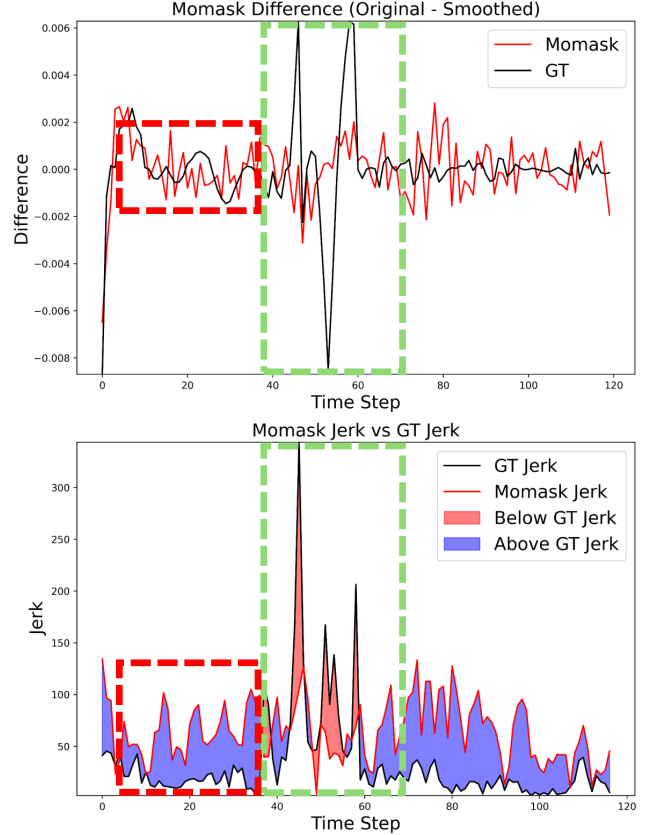 Momask Difference (Original - Smoothed)
0.006
0.004
0.002
0.000
−0.002
−0.004
−0.006
−0.008
Difference
Momask
GT
0
20
40
60
80
100
120
Time Step
Momask Jerk vs GT Jerk
300
250
200
150
100
50
Jerk
GT Jerk
Momask Jerk
Below GT Jerk
Above GT Jerk
0
20
40
60
80
100
120
Time Step